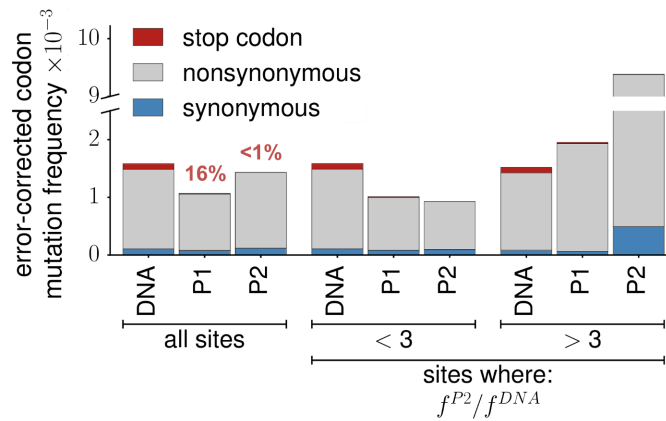 error-corrected codon
mutation frequency ×10⁻³
10
9
2
1
0
stop codon
nonsynonymous
synonymous
16%
<1%
DNA
P1
P2
DNA
P1
P2
DNA
P1
P2
all sites
< 3
> 3
sites where:
f^{P2}/f^{DNA}